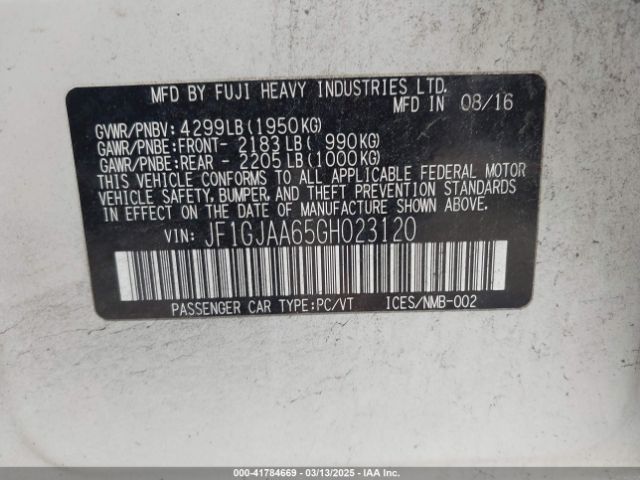 MFD BY FUJI HEAVY INDUSTRIES LTD.
MFD IN 08/16
GVWR/PNBV: 4299LB(1950KG)
GAWR/PNBE:FRONT- 2183LB( 990KG)
GAWR/PNBE:REAR - 2205LB(1000KG)
THIS VEHICLE CONFORMS TO ALL APPLICABLE FEDERAL MOTOR
VEHICLE SAFETY, BUMPER, AND THEFT PREVENTION STANDARDS
IN EFFECT ON THE DATE OF MANUFACTURE SHOWN ABOVE.
VIN: JF1GJAA65GH023120
PASSENGER CAR TYPE:PC/VT ICES/NMB-002
000-41784669 - 03/13/2025 - IAAI.COM